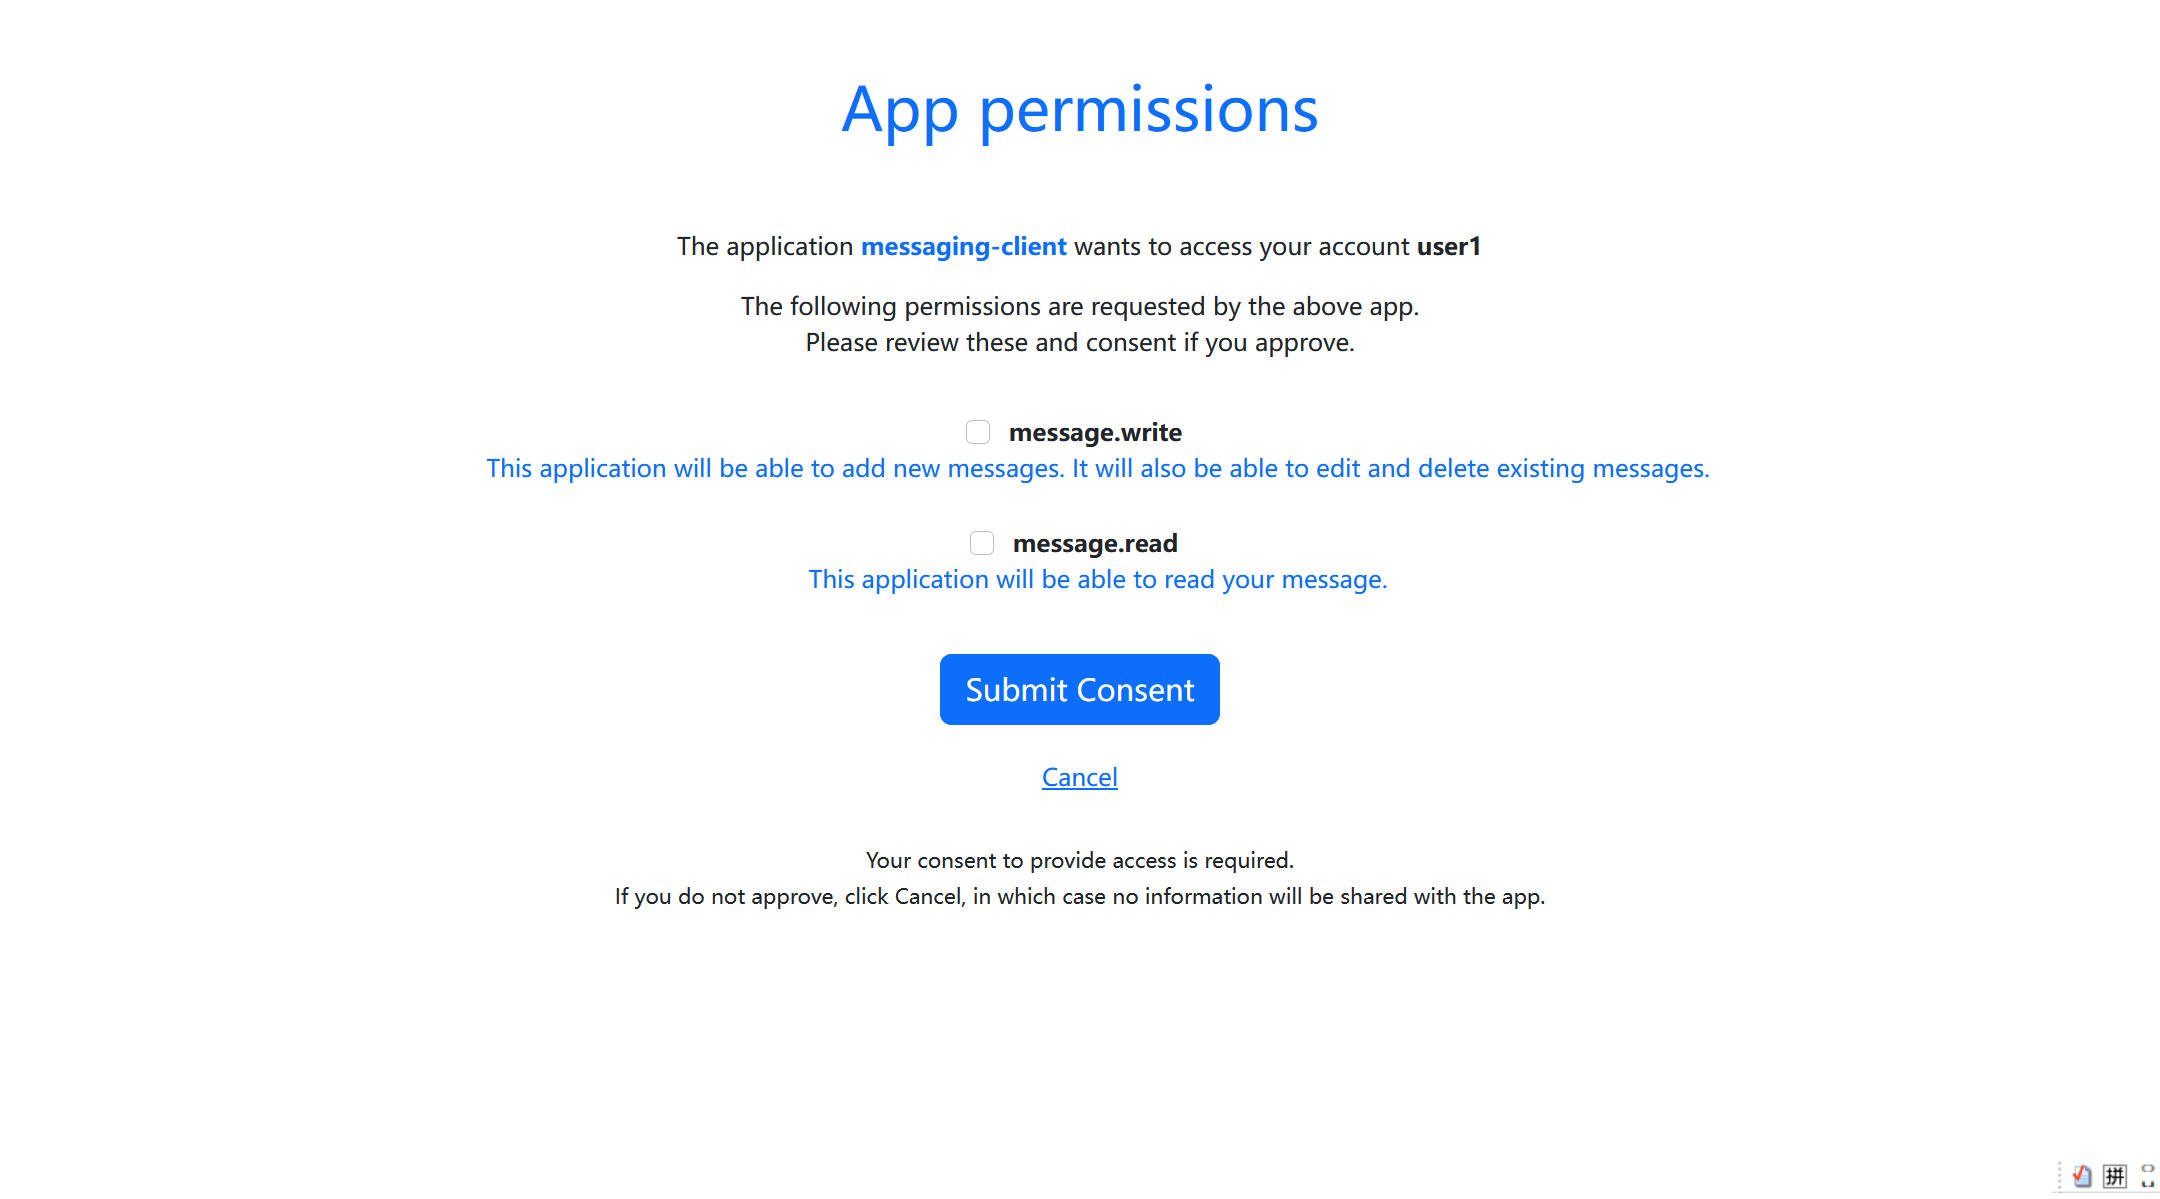 App permissions
The application messaging-client wants to access your account user1
The following permissions are requested by the above app.
Please review these and consent if you approve.
message.write
This application will be able to add new messages. It will also be able to edit and delete existing messages.
message.read
This application will be able to read your message.
Submit Consent
Cancel
Your consent to provide access is required.
If you do not approve, click Cancel, in which case no information will be shared with the app.
拼